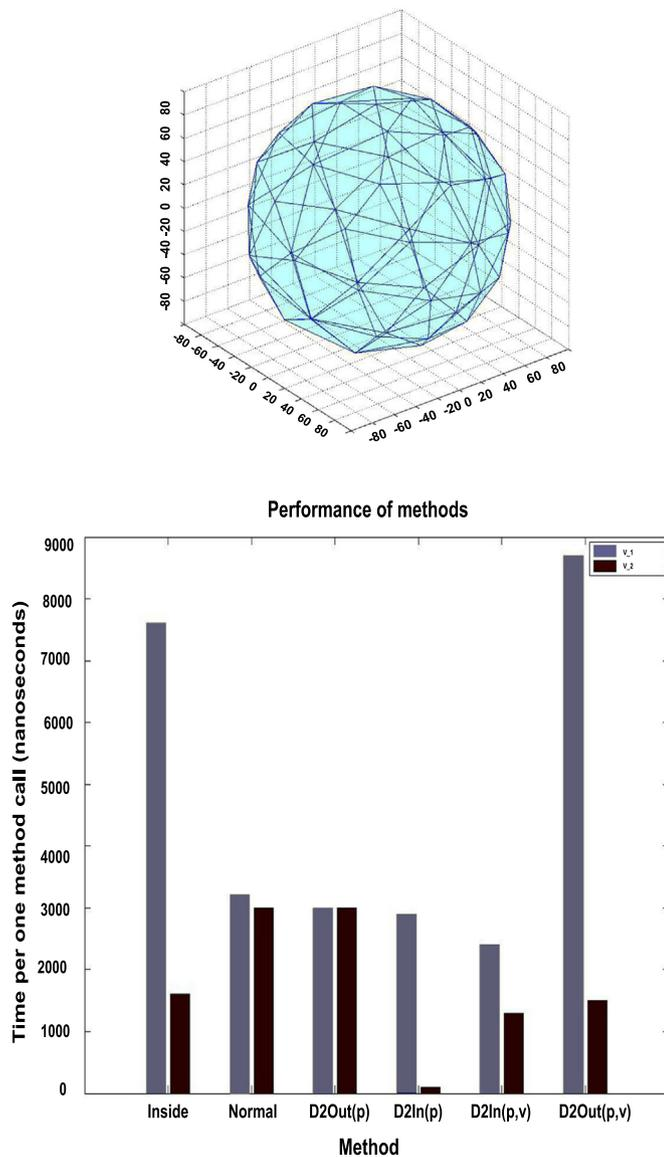 80
60
40
20
0
-20
-40
-60
-80
-80 -60 -40 -20 0 20 40 60 80
-80 -60 -40 -20 0 20 40 60 80
Performance of methods
V_1
V_2
9000
8000
7000
6000
5000
4000
3000
2000
1000
0
Time per one method call (nanoseconds)
Inside Normal D2Out(p) D2In(p) D2In(p,v) D2Out(p,v)
Method